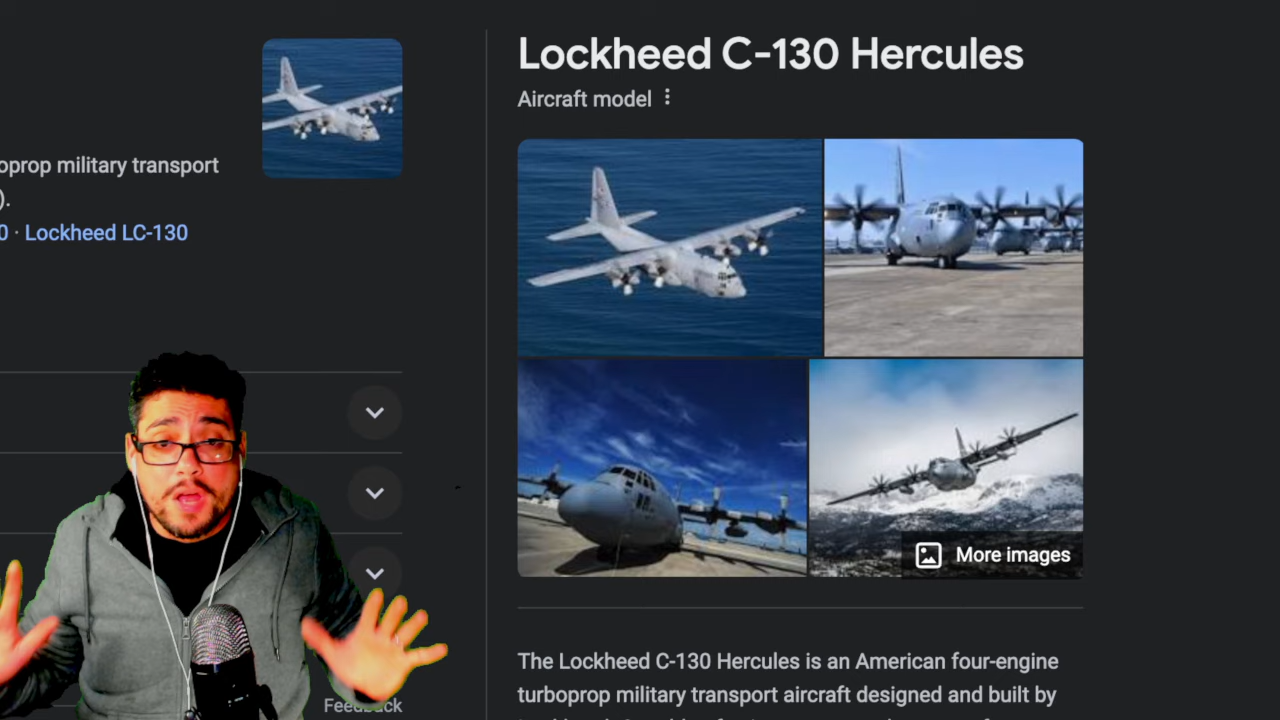 Lockheed C-130 Hercules
Aircraft model
oprop military transport
).
0 · Lockheed LC-130
More images
The Lockheed C-130 Hercules is an American four-engine
turboprop military transport aircraft designed and built by
Feedback